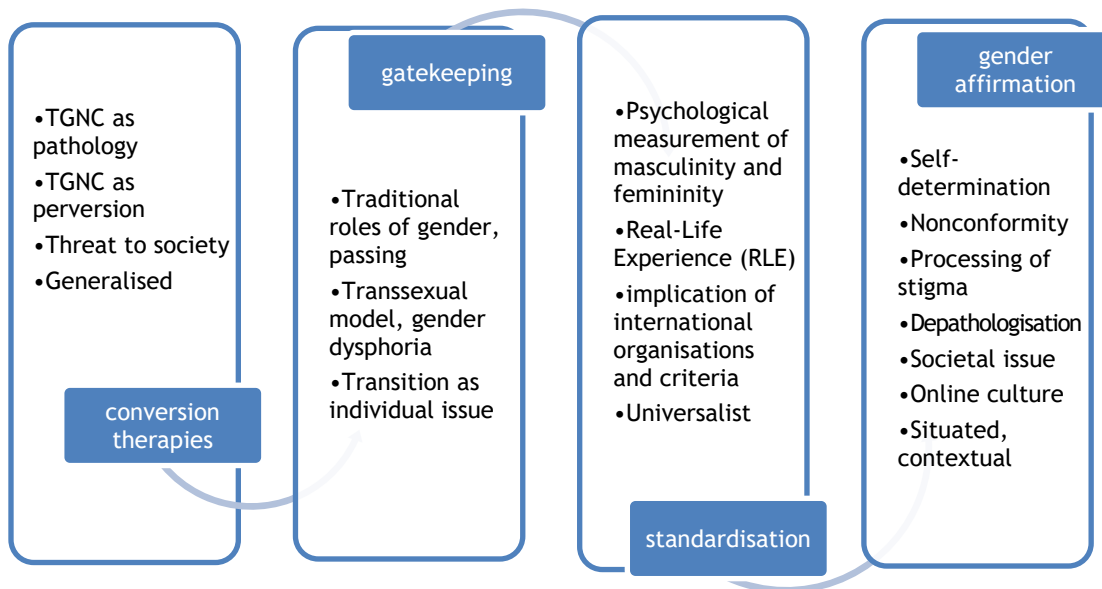 •TGNC as
pathology
•TGNC as
perversion
•Threat to society
•Generalised
conversion
therapies
gatekeeping
•Traditional
roles of gender,
passing
•Transsexual
model, gender
dysphoria
•Transition as
individual issue
•Psychological
measurement of
masculinity and
femininity
•Real-Life
Experience (RLE)
•implication of
international
organisations
and criteria
•Universalist
standardisation
gender
affirmation
•Self-
determination
•Nonconformity
•Processing of
stigma
•Depathologisation
•Societal issue
•Online culture
•Situated,
contextual